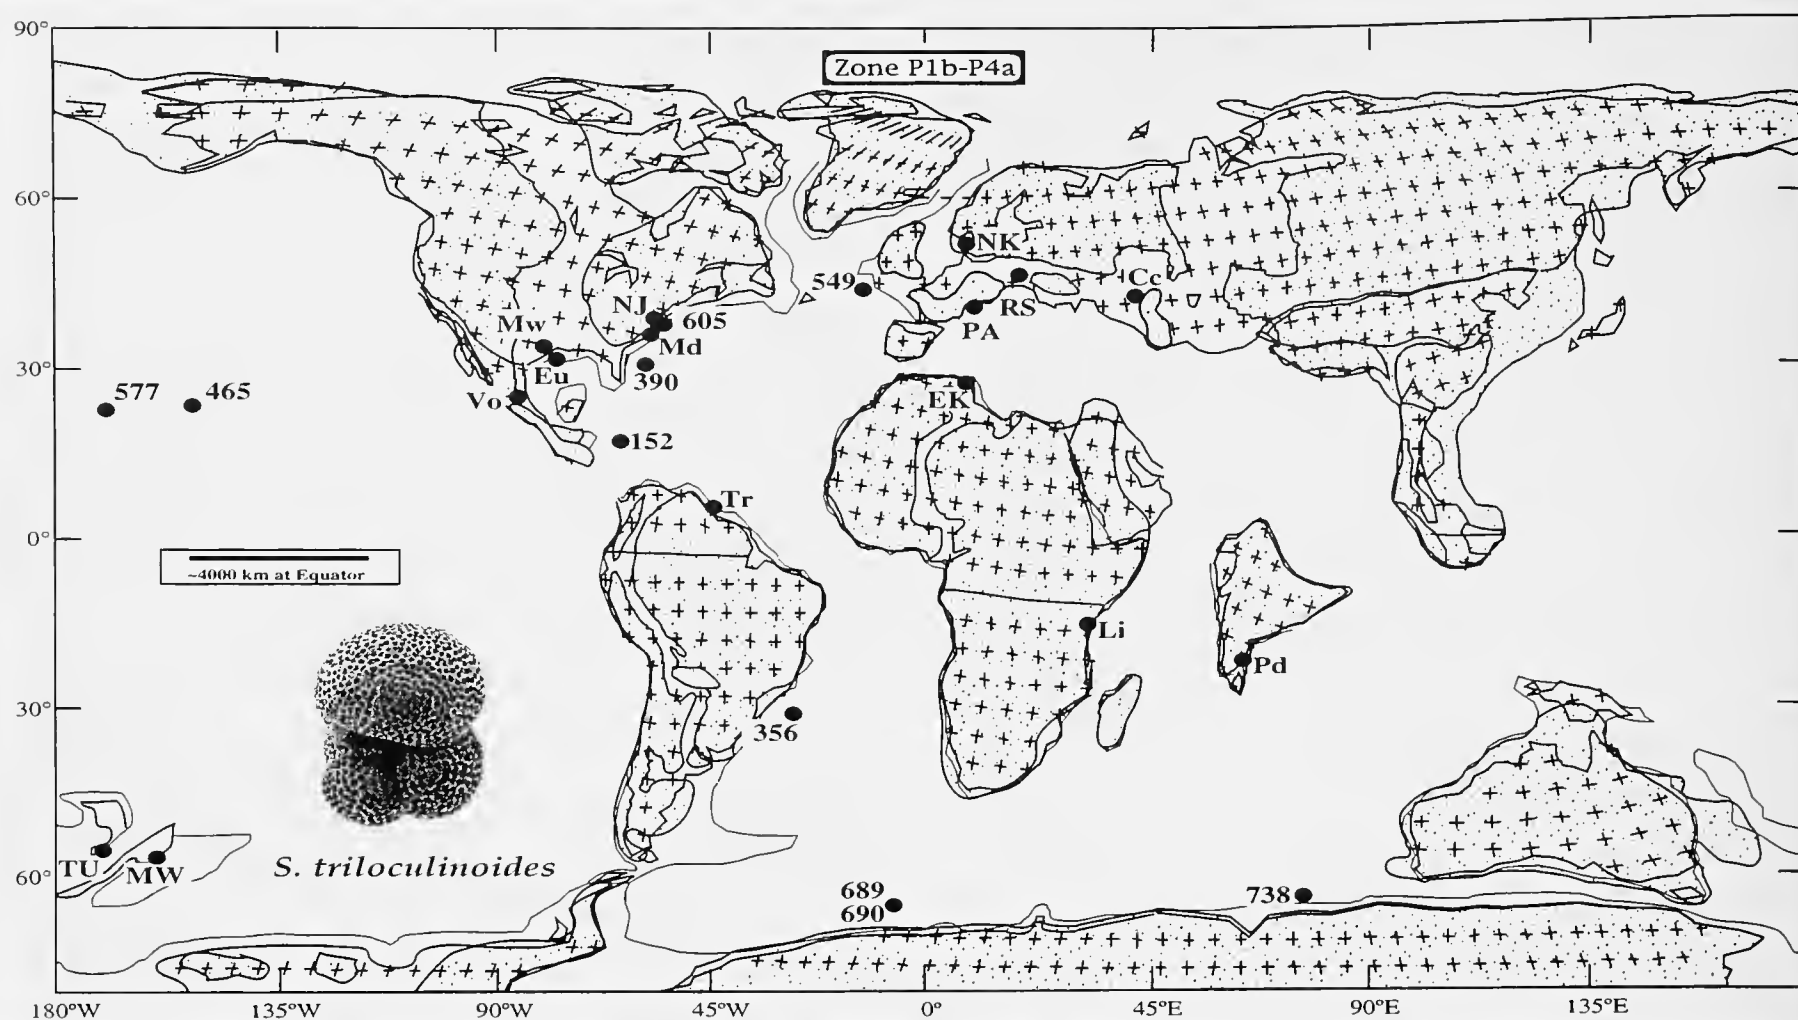 90°
Zone P1b-P4a
60°
NK
549
Cc
NJ
605
RS
Mw
PA
Md
30°
Eu
390
577
465
EK
Vo
152
Tr
0°
~4000 km at Equator
Li
Pd
30°
356
TU
MW
S. triloculinoides
60°
689
738
690
180°W
135°W
90°W
45°W
0°
45°E
90°E
135°E